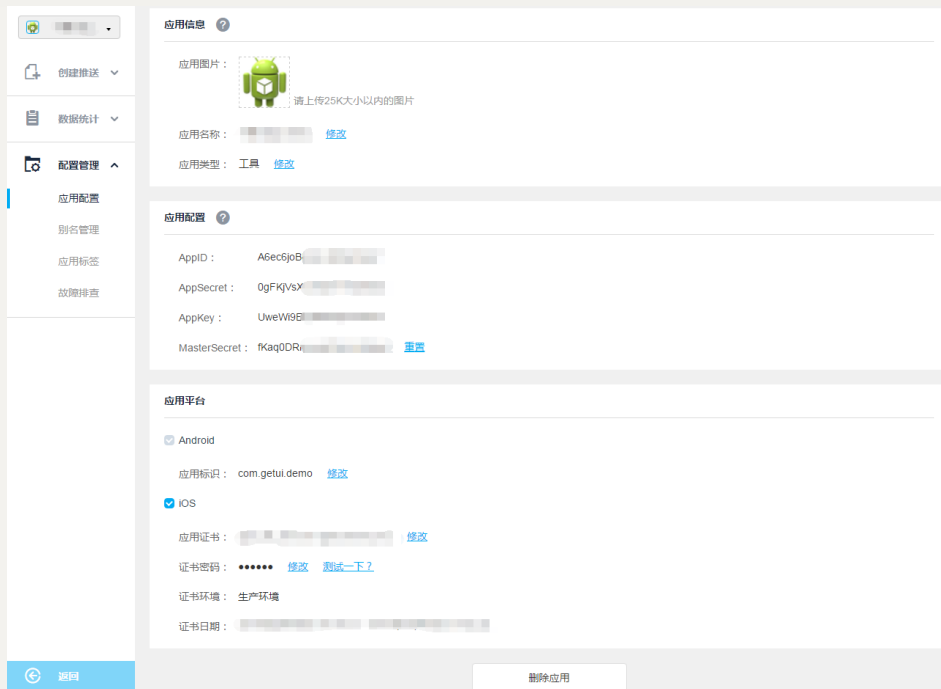 创建推送
数据统计
配置管理
应用配置
别名管理
应用标签
故障排查
返回
应用信息 ?
应用图片：
请上传25K大小以内的图片
应用名称： 修改
应用类型： 工具 修改
应用配置 ?
AppID： A6ec6joB
AppSecret： 0gFKjVsX
AppKey： UweWi9B
MasterSecret： fKaq0DR
重置
应用平台
Android
应用标识： com.getui.demo 修改
iOS
应用证书： 修改
证书密码： •••••• 修改 测试一下？
证书环境： 生产环境
证书日期：
删除应用